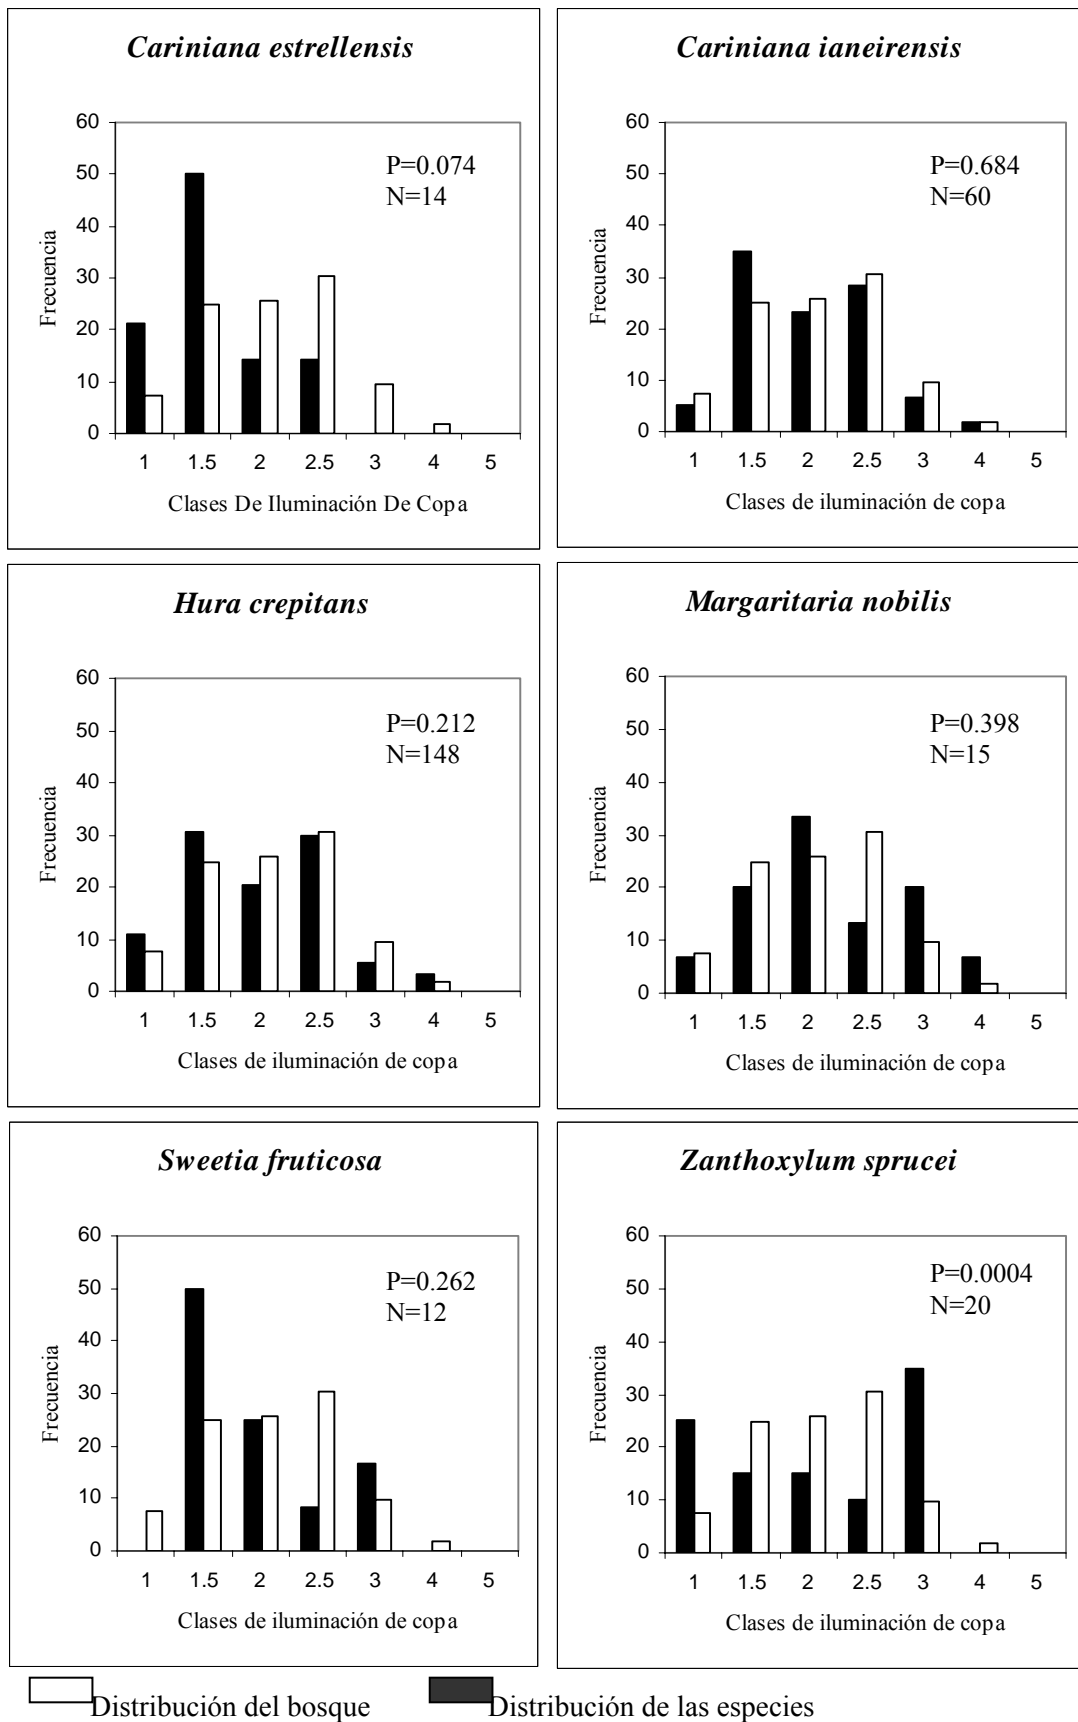 Cariniana estrellensis
60
50
40
30
20
10
0
Frecuencia
P=0.074
N=14
1 1.5 2 2.5 3 4 5
Clases De Iluminación De Copa
Cariniana ianeirensis
60
50
40
30
20
10
0
Frecuencia
P=0.684
N=60
1 1.5 2 2.5 3 4 5
Clases de iluminación de copa
Hura crepitans
60
50
40
30
20
10
0
Frecuencia
P=0.212
N=148
1 1.5 2 2.5 3 4 5
Clases de iluminación de copa
Margaritaria nobilis
60
50
40
30
20
10
0
Frecuencia
P=0.398
N=15
1 1.5 2 2.5 3 4 5
Clases de iluminación de copa
Sweetia fruticosa
60
50
40
30
20
10
0
Frecuencia
P=0.262
N=12
1 1.5 2 2.5 3 4 5
Clases de iluminación de copa
Zanthoxylum sprucei
60
50
40
30
20
10
0
Frecuencia
P=0.0004
N=20
1 1.5 2 2.5 3 4 5
Clases de iluminación de copa
Distribución del bosque Distribución de las especies